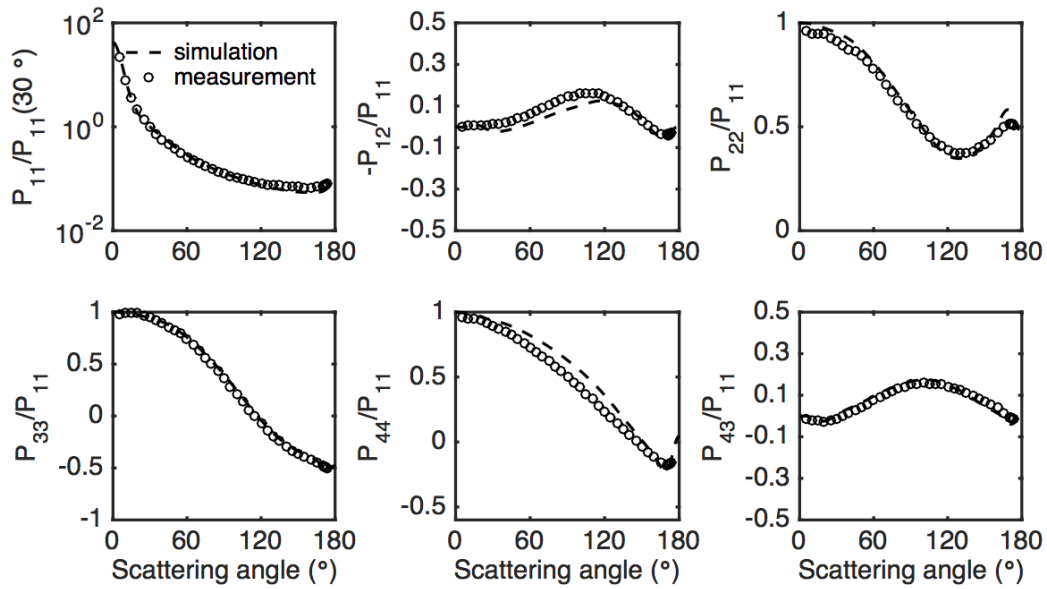 P11/P11(30 °)
10^2
10^0
10^-2
0 60 120 180
simulation
measurement
-P12/P11
0.5
0.3
0.1
-0.1
-0.3
-0.5
0 60 120 180
P22/P11
1
0.5
0
0 60 120 180
P33/P11
1
0.5
0
-0.5
-1
0 60 120 180
Scattering angle (°)
P44/P11
1
0.5
0
-0.5
0 60 120 180
Scattering angle (°)
P43/P11
0.5
0.3
0.1
-0.1
-0.3
-0.5
0 60 120 180
Scattering angle (°)